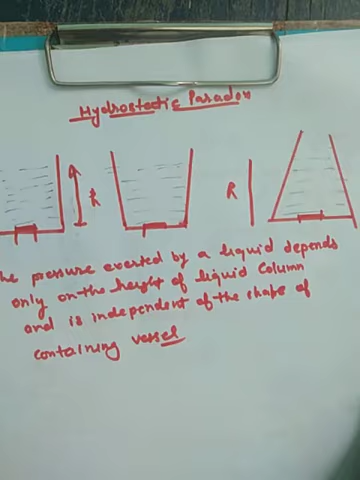 Hydrostatic Paradox
h
R
he pressure exerted by a liquid depends
only on the height of liquid Column
and is independent of the shape of
containing vessel